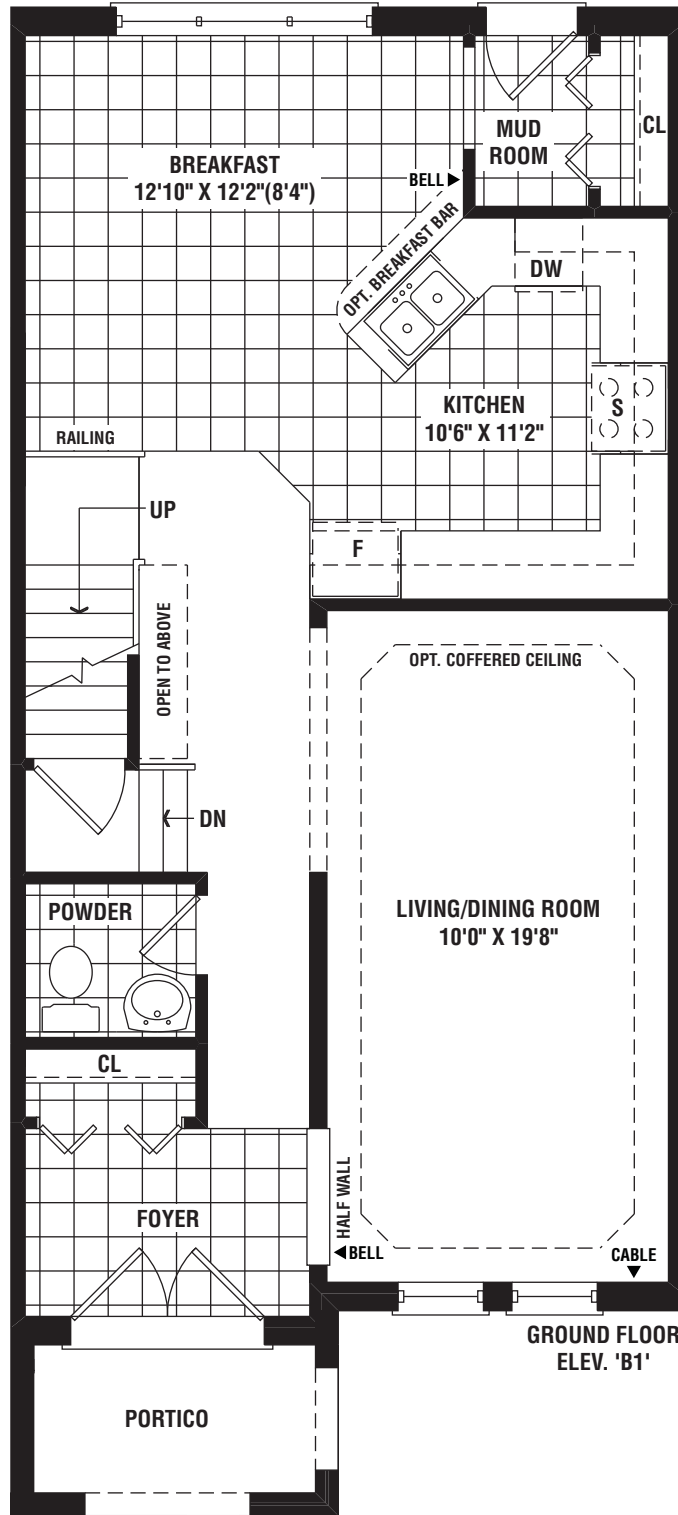 MUD
ROOM
CL
BREAKFAST
12'10" X 12'2"(8'4")
BELL
OPT. BREAKFAST BAR
DW
KITCHEN
10'6" X 11'2"
S
RAILING
UP
F
OPEN TO ABOVE
OPT. COFFERED CEILING
DN
POWDER
LIVING/DINING ROOM
10'0" X 19'8"
CL
HALF WALL
FOYER
BELL
CABLE
GROUND FLOOR
ELEV. 'B1'
PORTICO